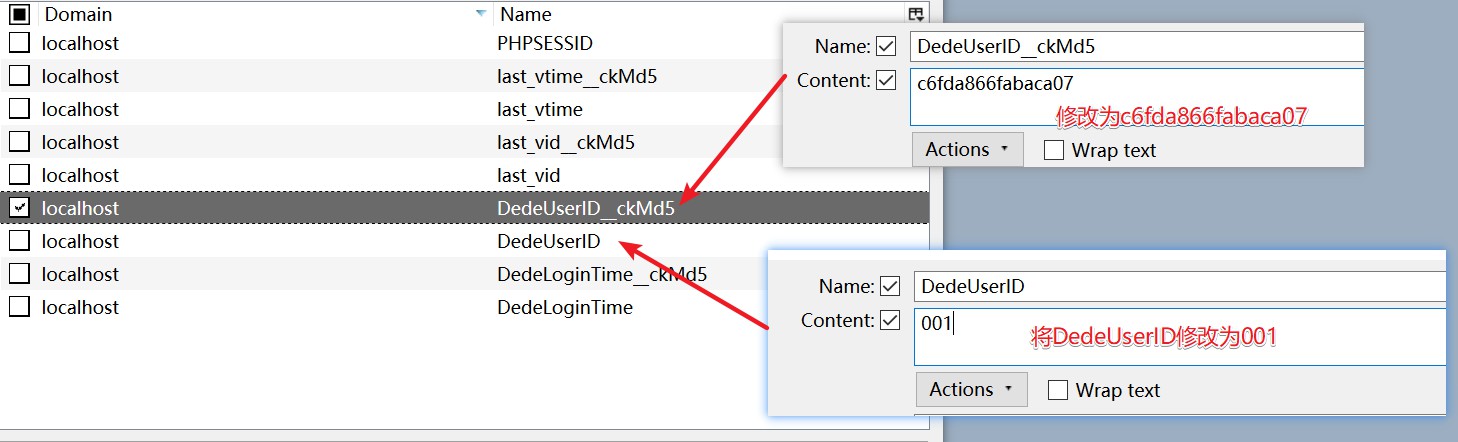 Domain Name
localhost PHPSESSID
localhost last_vtime__ckMd5
localhost last_vtime
localhost last_vid__ckMd5
localhost last_vid
localhost DedeUserID__ckMd5
localhost DedeUserID
localhost DedeLoginTime__ckMd5
localhost DedeLoginTime
Name: DedeUserID__ckMd5
Content: c6fda866fabaca07
修改为c6fda866fabaca07
Actions Wrap text
Name: DedeUserID
Content: 001
将DedeUserID修改为001
Actions Wrap text